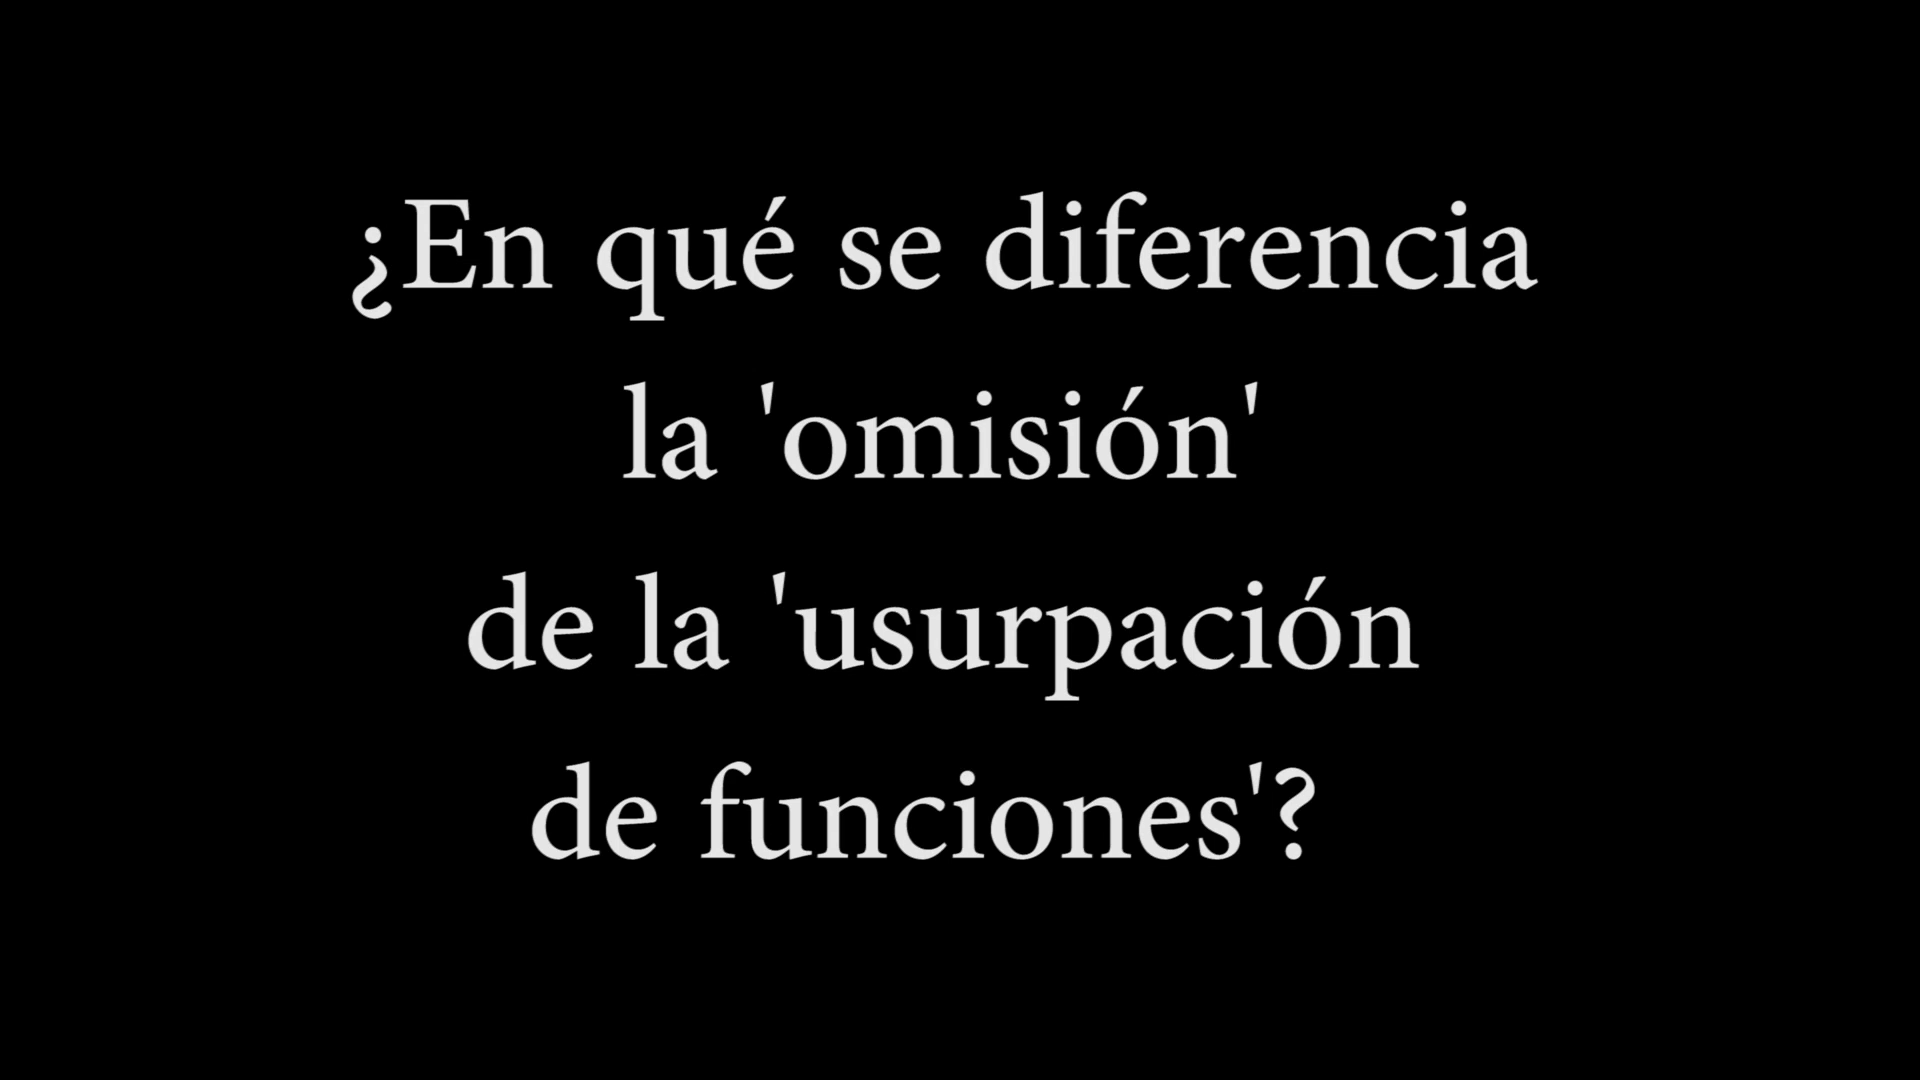 ¿En qué se diferencia
la 'omisión'
de la 'usurpación
de funciones'?